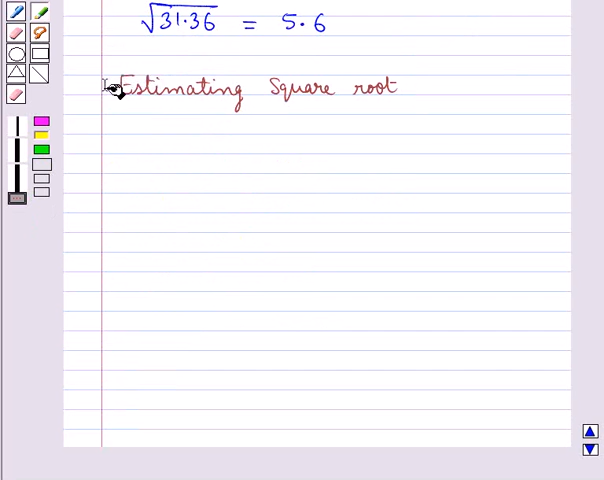 √31.36 = 5.6
Estimating Square root